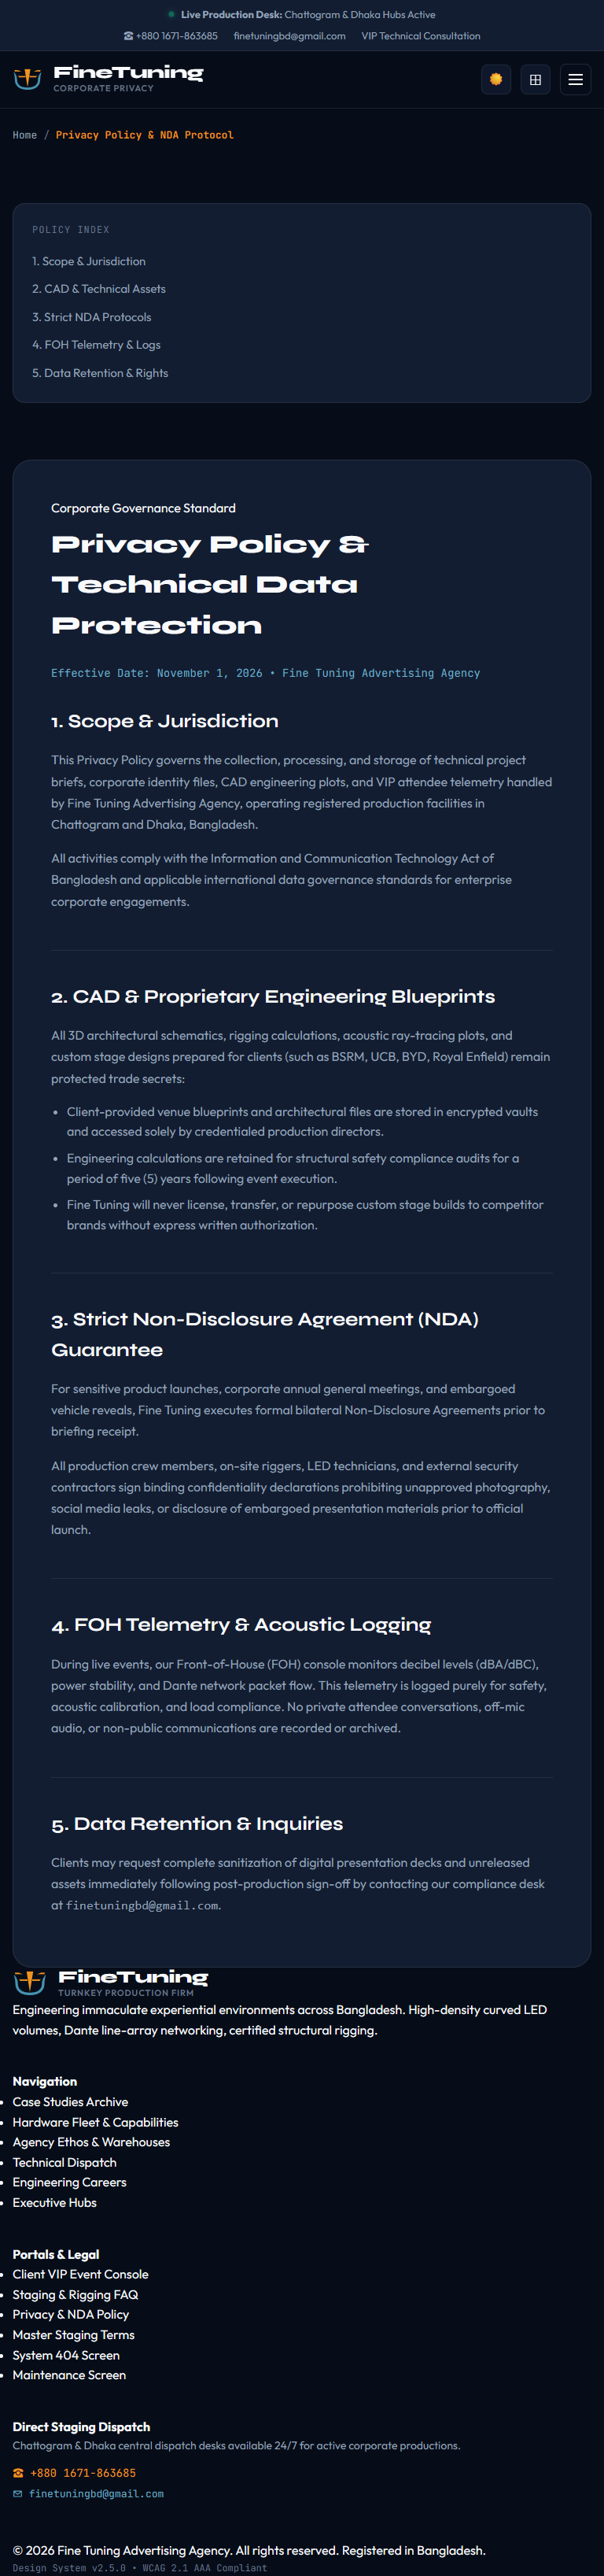 Live Production Desk: Chattogram & Dhaka Hubs Active
☎ +880 1671-863685 finetuningbd@gmail.com VIP Technical Consultation
FineTuning
CORPORATE PRIVACY
Home / Privacy Policy & NDA Protocol
POLICY INDEX
1. Scope & Jurisdiction
2. CAD & Technical Assets
3. Strict NDA Protocols
4. FOH Telemetry & Logs
5. Data Retention & Rights
Corporate Governance Standard
Privacy Policy &
Technical Data
Protection
Effective Date: November 1, 2026 • Fine Tuning Advertising Agency
1. Scope & Jurisdiction
This Privacy Policy governs the collection, processing, and storage of technical project
briefs, corporate identity files, CAD engineering plots, and VIP attendee telemetry handled
by Fine Tuning Advertising Agency, operating registered production facilities in
Chattogram and Dhaka, Bangladesh.
All activities comply with the Information and Communication Technology Act of
Bangladesh and applicable international data governance standards for enterprise
corporate engagements.
2. CAD & Proprietary Engineering Blueprints
All 3D architectural schematics, rigging calculations, acoustic ray-tracing plots, and
custom stage designs prepared for clients (such as BSRM, UCB, BYD, Royal Enfield) remain
protected trade secrets:
• Client-provided venue blueprints and architectural files are stored in encrypted vaults
and accessed solely by credentialed production directors.
• Engineering calculations are retained for structural safety compliance audits for a
period of five (5) years following event execution.
• Fine Tuning will never license, transfer, or repurpose custom stage builds to competitor
brands without express written authorization.
3. Strict Non-Disclosure Agreement (NDA)
Guarantee
For sensitive product launches, corporate annual general meetings, and embargoed
vehicle reveals, Fine Tuning executes formal bilateral Non-Disclosure Agreements prior to
briefing receipt.
All production crew members, on-site riggers, LED technicians, and external security
contractors sign binding confidentiality declarations prohibiting unapproved photography,
social media leaks, or disclosure of embargoed presentation materials prior to official
launch.
4. FOH Telemetry & Acoustic Logging
During live events, our Front-of-House (FOH) console monitors decibel levels (dBA/dBC),
power stability, and Dante network packet flow. This telemetry is logged purely for safety,
acoustic calibration, and load compliance. No private attendee conversations, off-mic
audio, or non-public communications are recorded or archived.
5. Data Retention & Inquiries
Clients may request complete sanitization of digital presentation decks and unreleased
assets immediately following post-production sign-off by contacting our compliance desk
at finetuningbd@gmail.com.
FineTuning
TURNKEY PRODUCTION FIRM
Engineering immaculate experiential environments across Bangladesh. High-density curved LED
volumes, Dante line-array networking, certified structural rigging.
Navigation
• Case Studies Archive
• Hardware Fleet & Capabilities
• Agency Ethos & Warehouses
• Technical Dispatch
• Engineering Careers
• Executive Hubs
Portals & Legal
• Client VIP Event Console
• Staging & Rigging FAQ
• Privacy & NDA Policy
• Master Staging Terms
• System 404 Screen
• Maintenance Screen
Direct Staging Dispatch
Chattogram & Dhaka central dispatch desks available 24/7 for active corporate productions.
☎ +880 1671-863685
✉ finetuningbd@gmail.com
© 2026 Fine Tuning Advertising Agency. All rights reserved. Registered in Bangladesh.
Design System v2.5.0 • WCAG 2.1 AAA Compliant